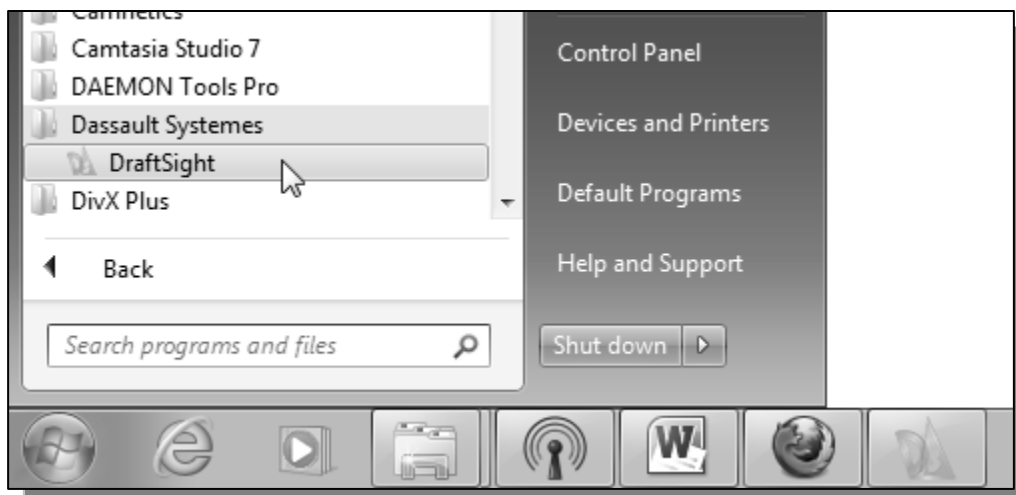 Camnetics
Camtasia Studio 7
DAEMON Tools Pro
Dassault Systemes
DraftSight
DivX Plus
Back
Search programs and files
Control Panel
Devices and Printers
Default Programs
Help and Support
Shut down
W